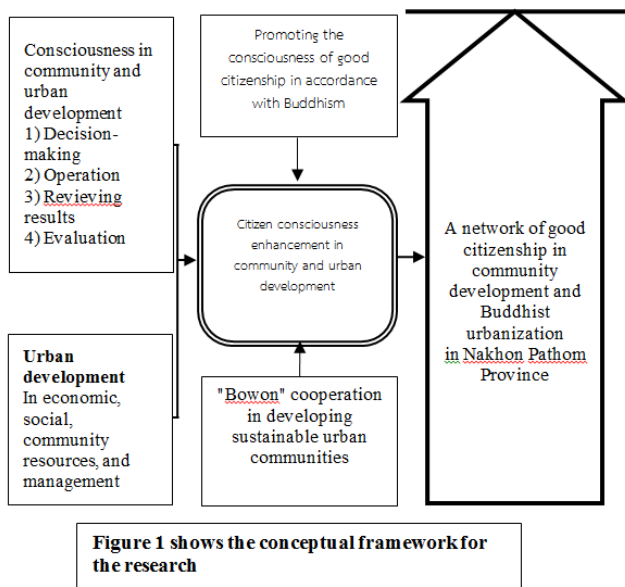 Consciousness in
community and
urban
development
1) Decision-
making
2) Operation
3) Revieving
results
4) Evaluation
Urban
development
In economic,
social,
community
resources, and
management
Promoting the
consciousness of good
citizenship in accordance
with Buddhism
Citizen consciousness
enhancement in
community and urban
development
"Bowon" cooperation
in developing
sustainable urban
communities
A network of good
citizenship in
community
development and
Buddhist
urbanization
in Nakhon Pathom
Province
Figure 1 shows the conceptual framework for
the research